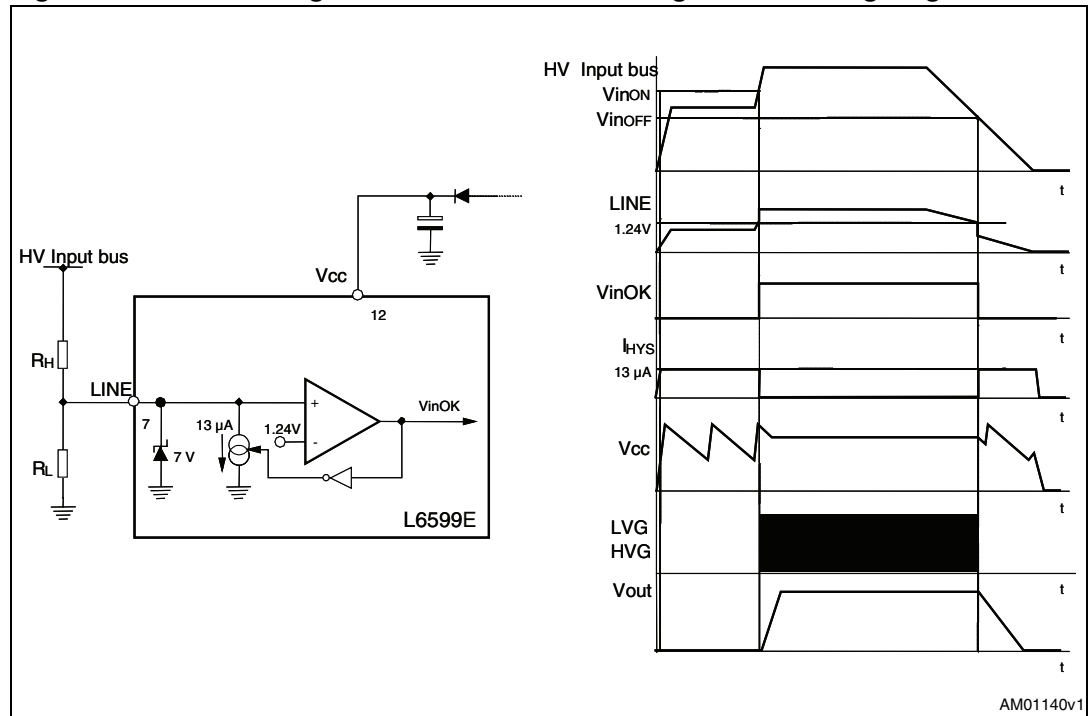 HV Input bus
RH
RL
LINE
7
7 V
13 µA
1.24V
+
-
VinOK
Vcc
12
L6599E
HV Input bus
VinON
VinOFF
t
LINE
1.24V
t
VinOK
t
IHYS
13 µA
t
Vcc
t
LVG
HVG
t
Vout
t
AM01140v1